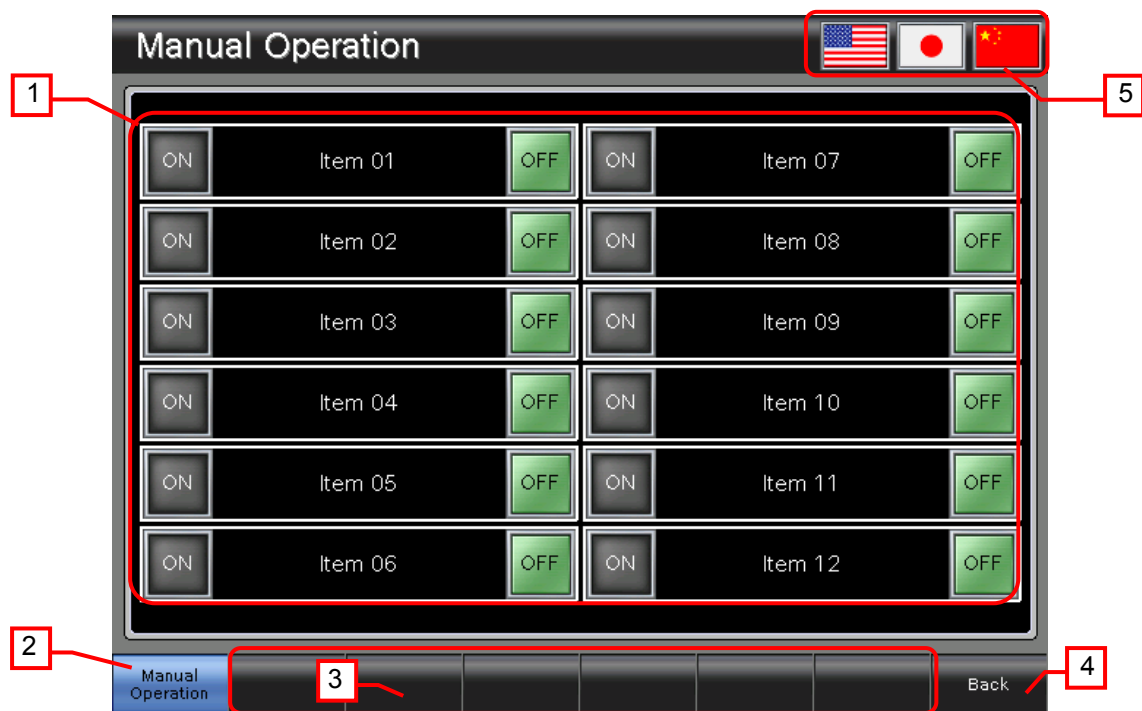 Manual Operation
1
5
ON Item 01 OFF ON Item 07 OFF
ON Item 02 OFF ON Item 08 OFF
ON Item 03 OFF ON Item 09 OFF
ON Item 04 OFF ON Item 10 OFF
ON Item 05 OFF ON Item 11 OFF
ON Item 06 OFF ON Item 12 OFF
2
Manual
Operation
3
Back
4